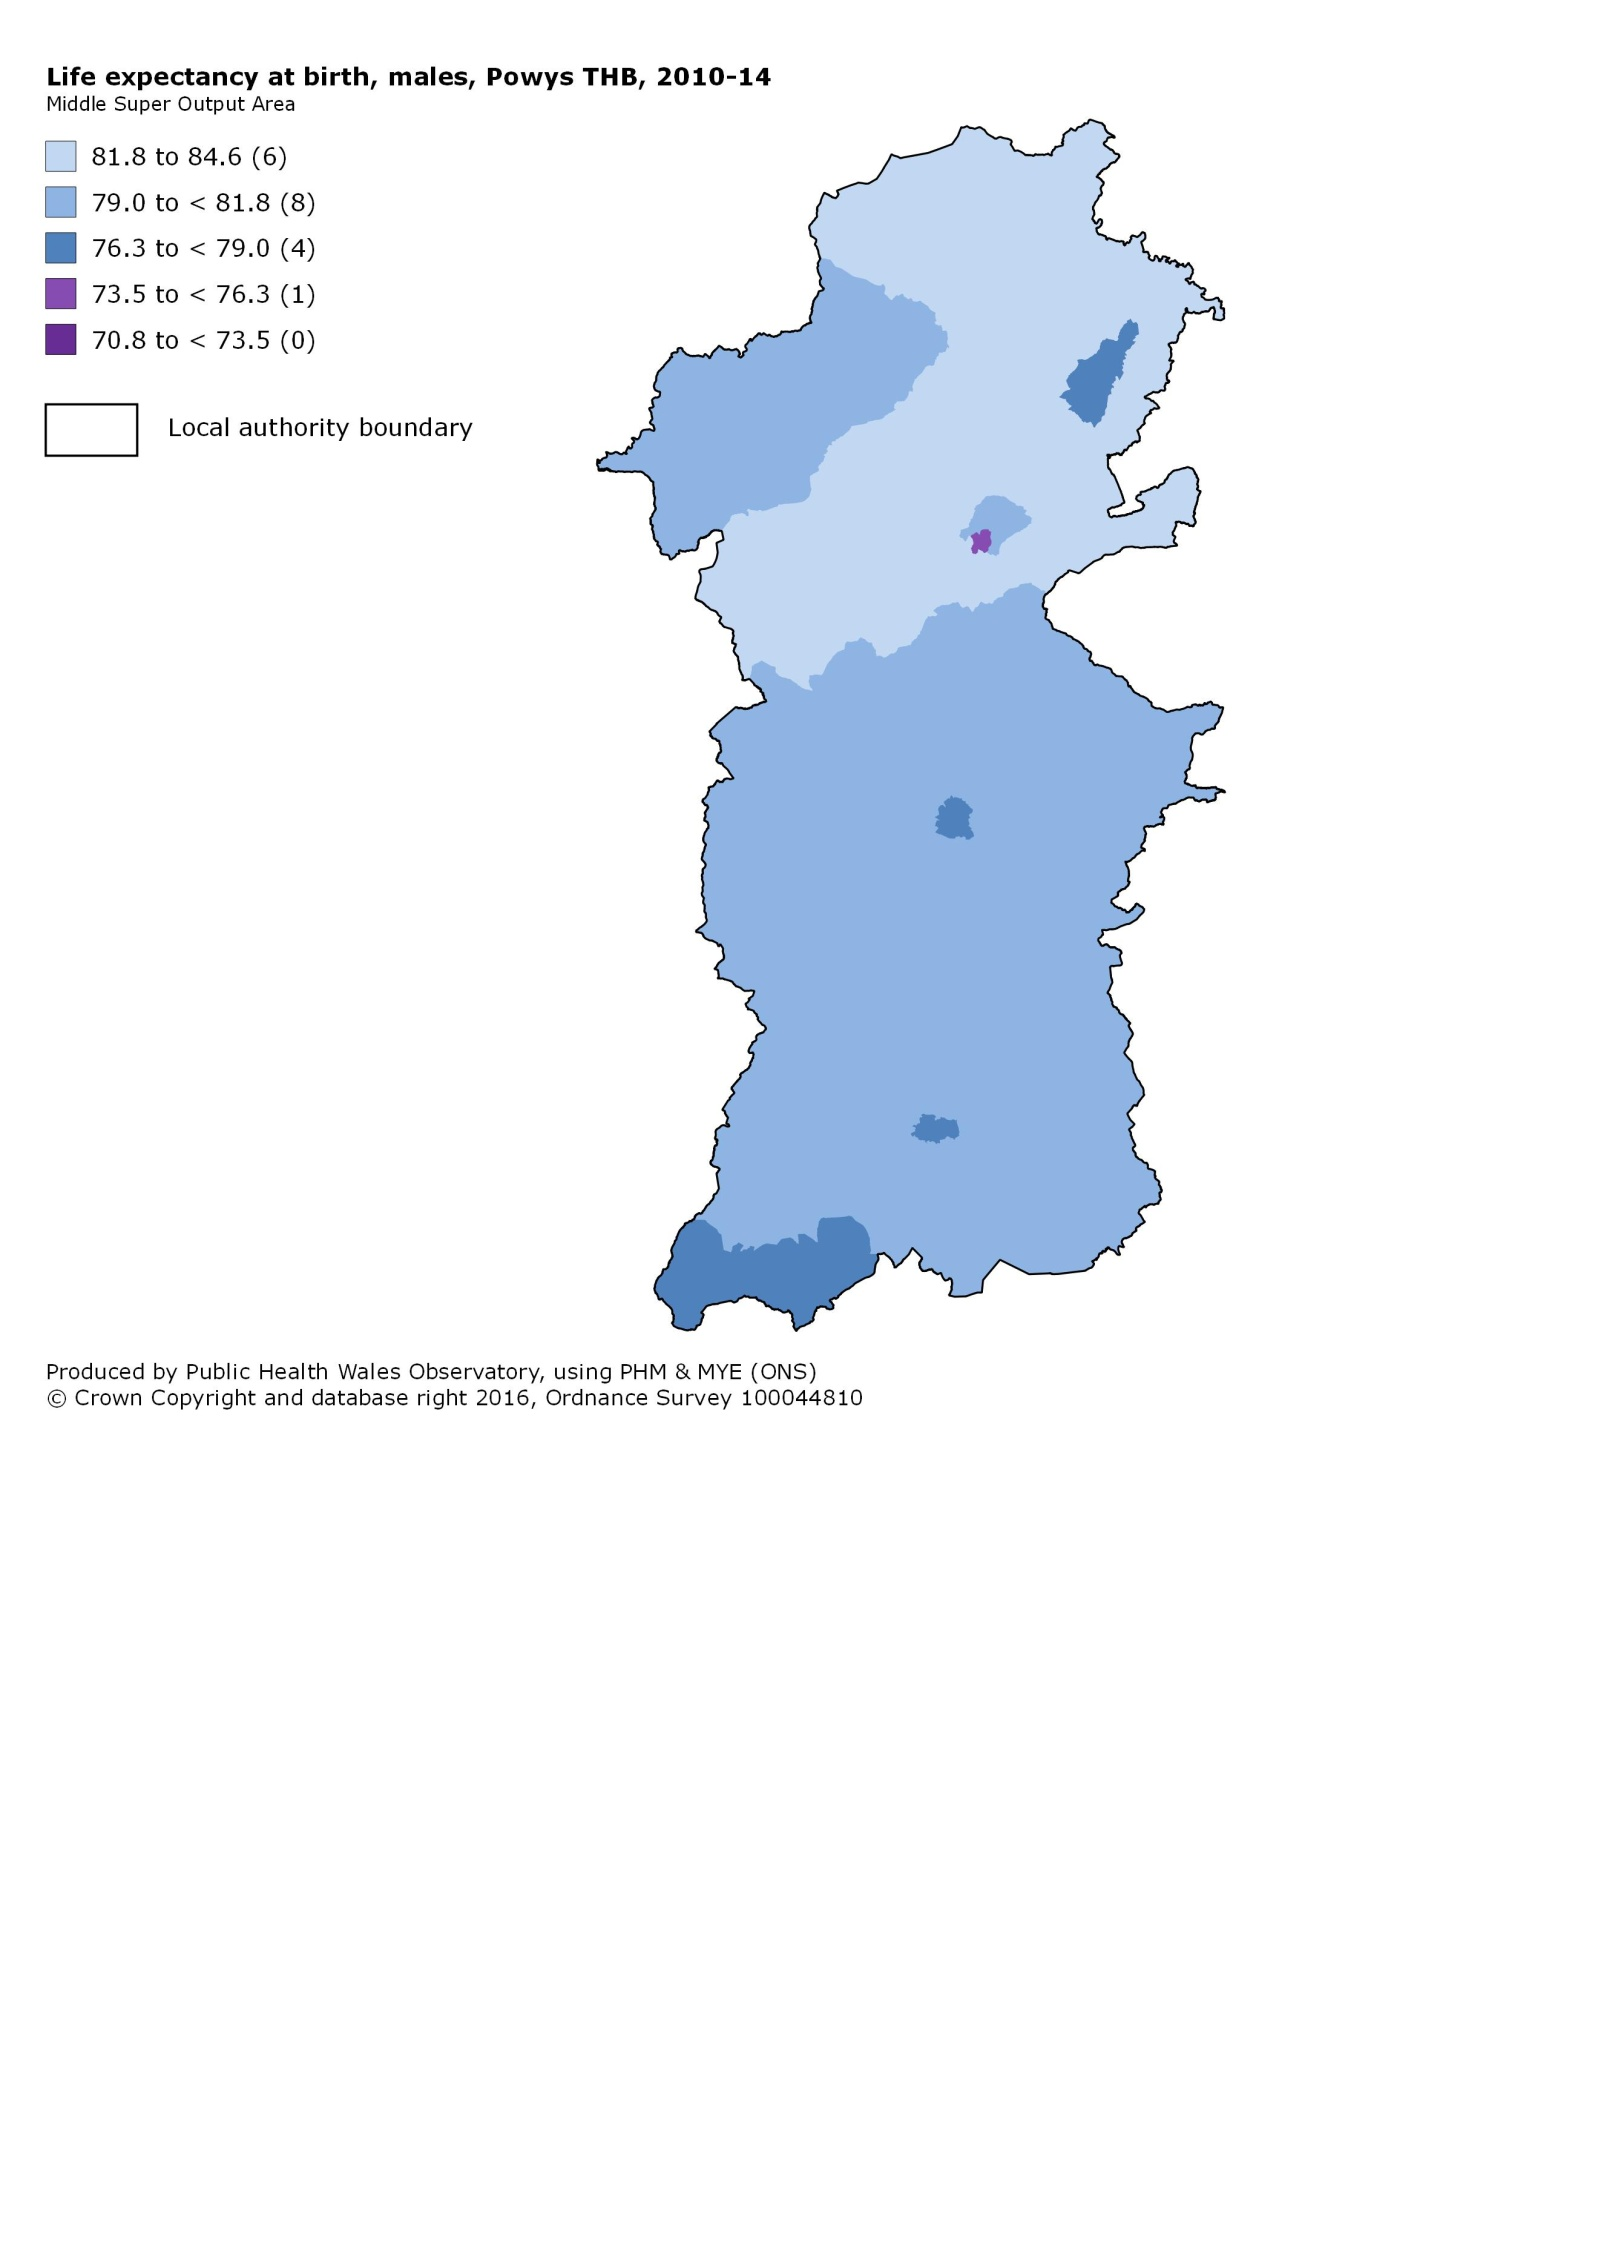 Life expectancy at birth, males, Powys THB, 2010-14
Middle Super Output Area
81.8 to 84.6 (6)
79.0 to < 81.8 (8)
76.3 to < 79.0 (4)
73.5 to < 76.3 (1)
70.8 to < 73.5 (0)
Local authority boundary
Produced by Public Health Wales Observatory, using PHM & MYE (ONS)
© Crown Copyright and database right 2016, Ordnance Survey 100044810